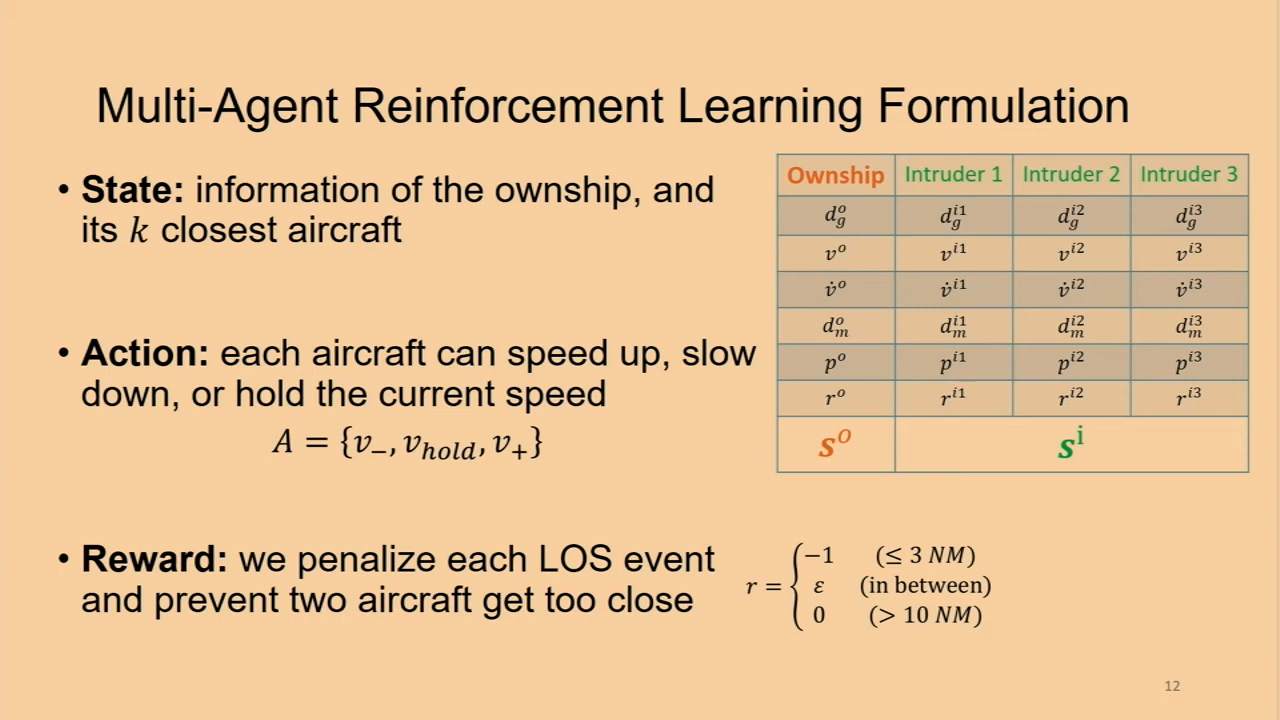 Multi-Agent Reinforcement Learning Formulation
• State: information of the ownship, and
its k closest aircraft
• Action: each aircraft can speed up, slow
down, or hold the current speed
A = {v₋, v_hold, v₊}
• Reward: we penalize each LOS event
and prevent two aircraft get too close
Ownship Intruder 1 Intruder 2 Intruder 3
d_g^o d_g^i1 d_g^i2 d_g^i3
v^o v^i1 v^i2 v^i3
v̇^o v̇^i1 v̇^i2 v̇^i3
d_m^o d_m^i1 d_m^i2 d_m^i3
p^o p^i1 p^i2 p^i3
r^o r^i1 r^i2 r^i3
s^o s^i
r = {
−1 (≤ 3 NM)
ε (in between)
0 (> 10 NM)
12